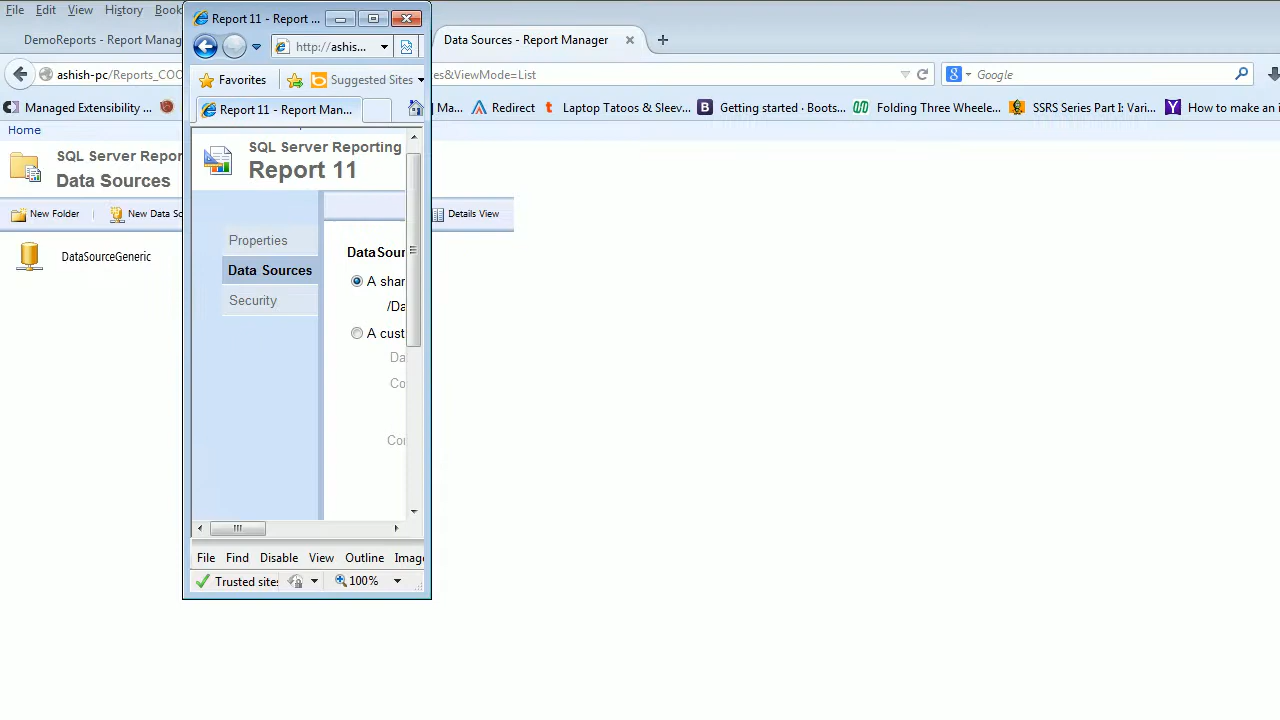 File Edit View History Book
DemoReports - Report Manag
Data Sources - Report Manager
ashish-pc/Reports_COO
es&ViewMode=List
Google
Managed Extensibility
Ma...
Redirect
Laptop Tatoos & Sleev...
Getting started · Boots...
Folding Three Wheele...
SSRS Series Part I: Vari...
How to make an i
Home
SQL Server Repor
Data Sources
New Folder
New Data So
Details View
DataSourceGeneric
Report 11 - Report ...
http://ashis...
Favorites
Suggested Sites
Report 11 - Report Man...
SQL Server Reporting
Report 11
Properties
Data Sources
Security
DataSour
A shar
/Da
A cust
Da
Co
Con
File Find Disable View Outline Image
Trusted sites
100%